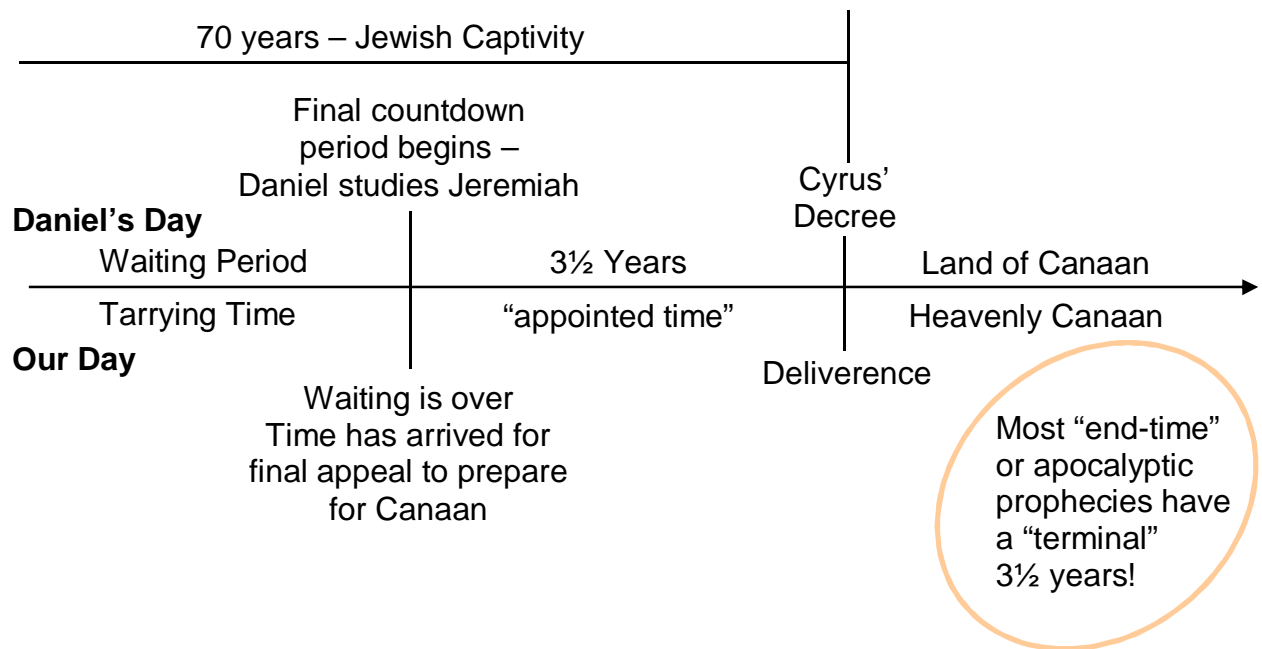 70 years – Jewish Captivity
Final countdown
period begins –
Daniel studies Jeremiah
Cyrus’
Decree
Daniel’s Day
Waiting Period
3½ Years
Land of Canaan
Tarrying Time
“appointed time”
Heavenly Canaan
Our Day
Deliverence
Waiting is over
Time has arrived for
final appeal to prepare
for Canaan
Most “end-time”
or apocalyptic
prophecies have
a “terminal”
3½ years!